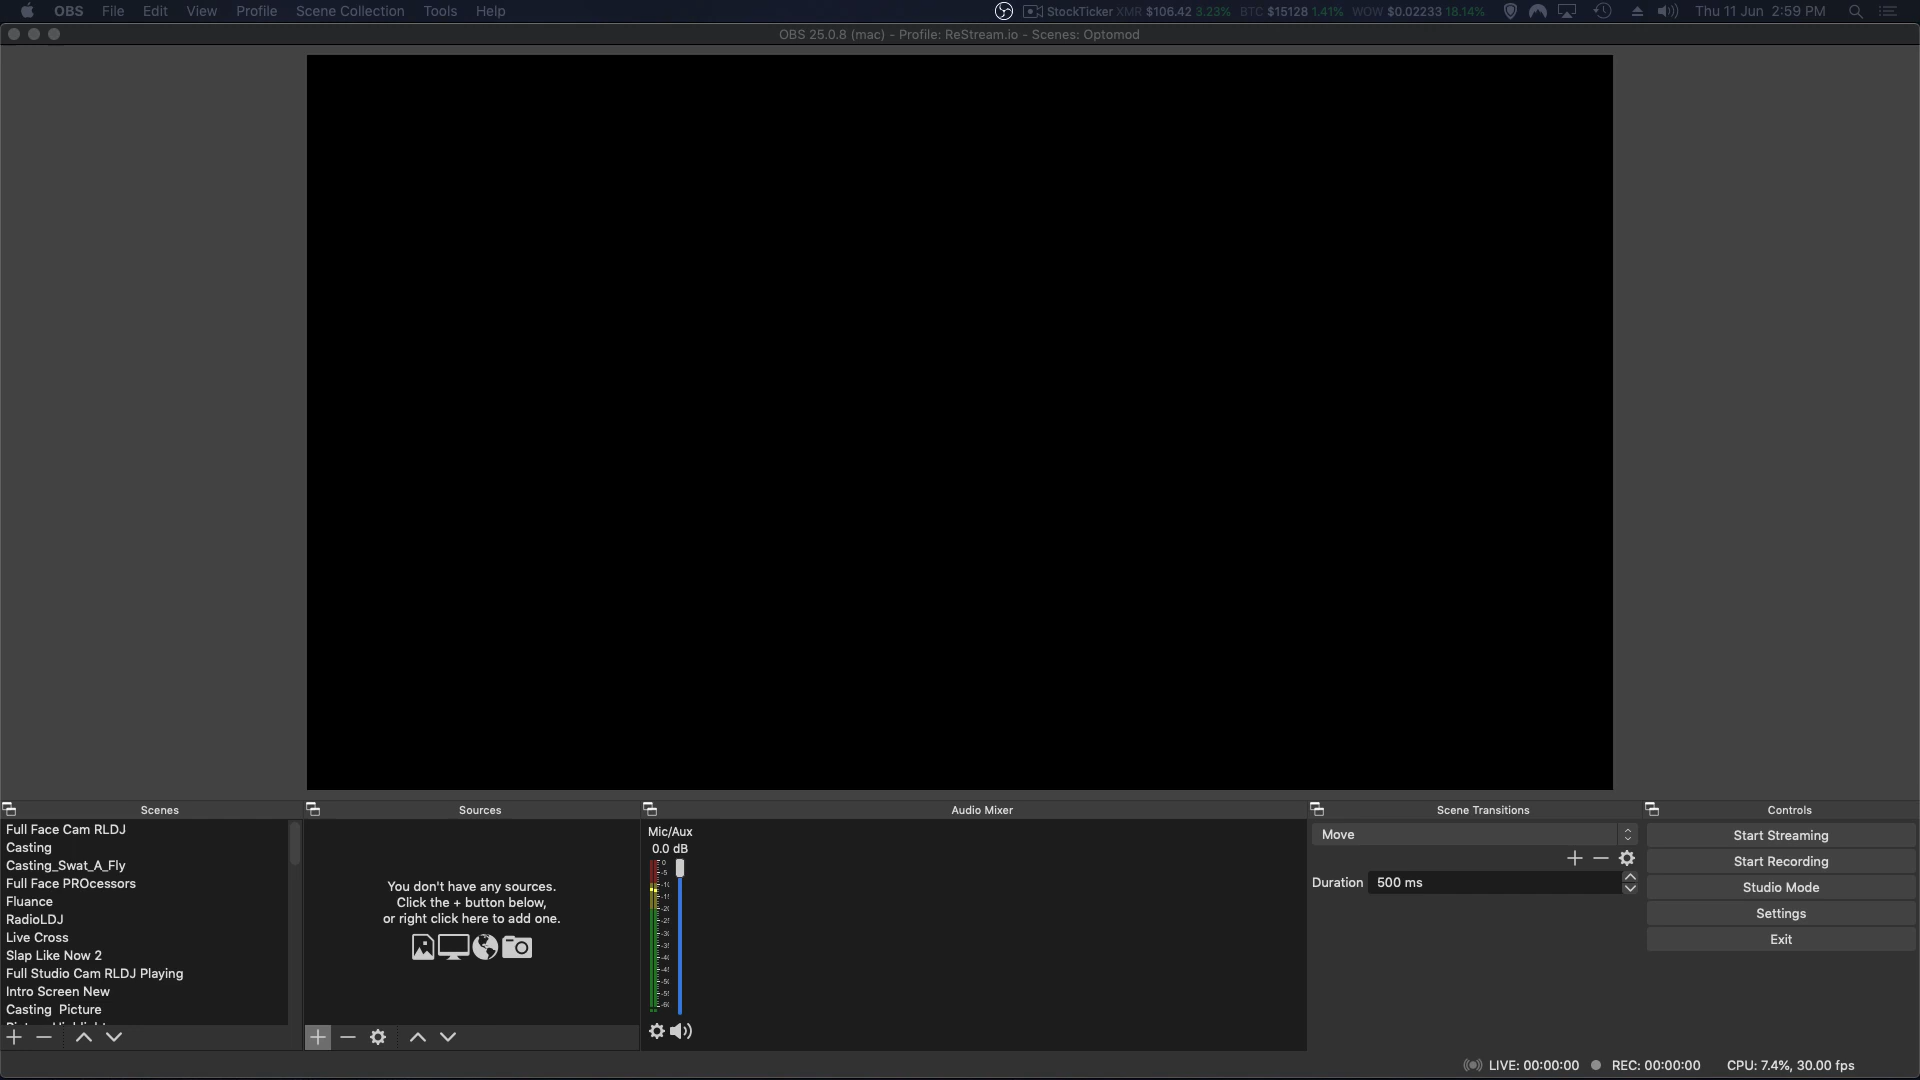 OBS File Edit View Profile Scene Collection Tools Help StockTicker XMR $106.42 3.23% BTC $15128 1.41% WOW $0.02233 18.14% Thu 11 Jun 2:59 PM
OBS 25.0.8 (mac) - Profile: ReStream.io - Scenes: Optomod
Scenes
Full Face Cam RLDJ
Casting
Casting_Swat_A_Fly
Full Face PROcessors
Fluance
RadioLDJ
Live Cross
Slap Like Now 2
Full Studio Cam RLDJ Playing
Intro Screen New
Casting Picture
Sources
You don't have any sources.
Click the + button below,
or right click here to add one.
Audio Mixer
Mic/Aux
0.0 dB
0
-5
Scene Transitions
Move
Duration 500 ms
Controls
Start Streaming
Start Recording
Studio Mode
Settings
Exit
LIVE: 00:00:00 REC: 00:00:00 CPU: 7.4%, 30.00 fps